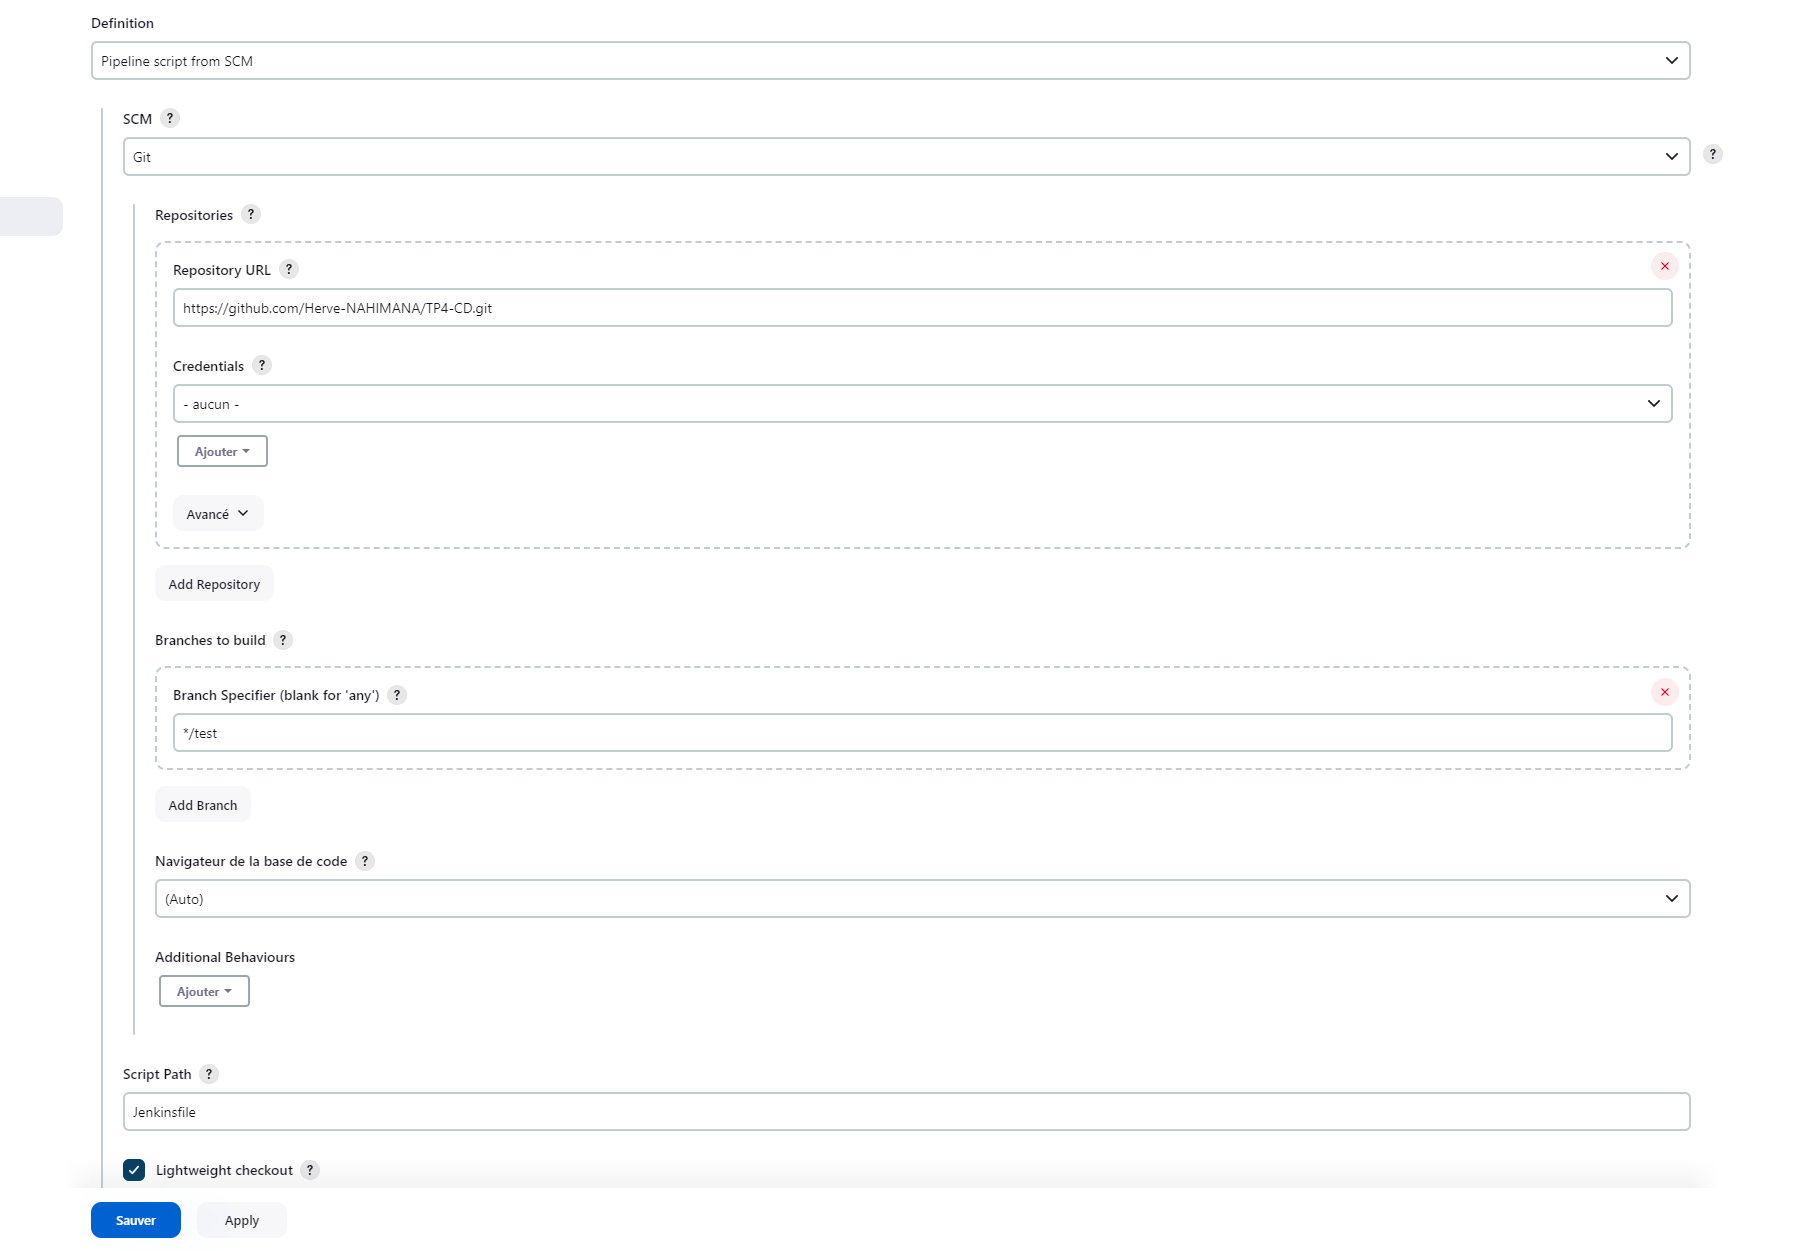 Definition
Pipeline script from SCM
SCM ?
Git
?
Repositories ?
Repository URL ?
https://github.com/Herve-NAHIMANA/TP4-CD.git
Credentials ?
- aucun -
Ajouter
Avancé
Add Repository
Branches to build ?
Branch Specifier (blank for 'any') ?
*/test
Add Branch
Navigateur de la base de code ?
(Auto)
Additional Behaviours
Ajouter
Script Path ?
Jenkinsfile
Lightweight checkout ?
Sauver Apply